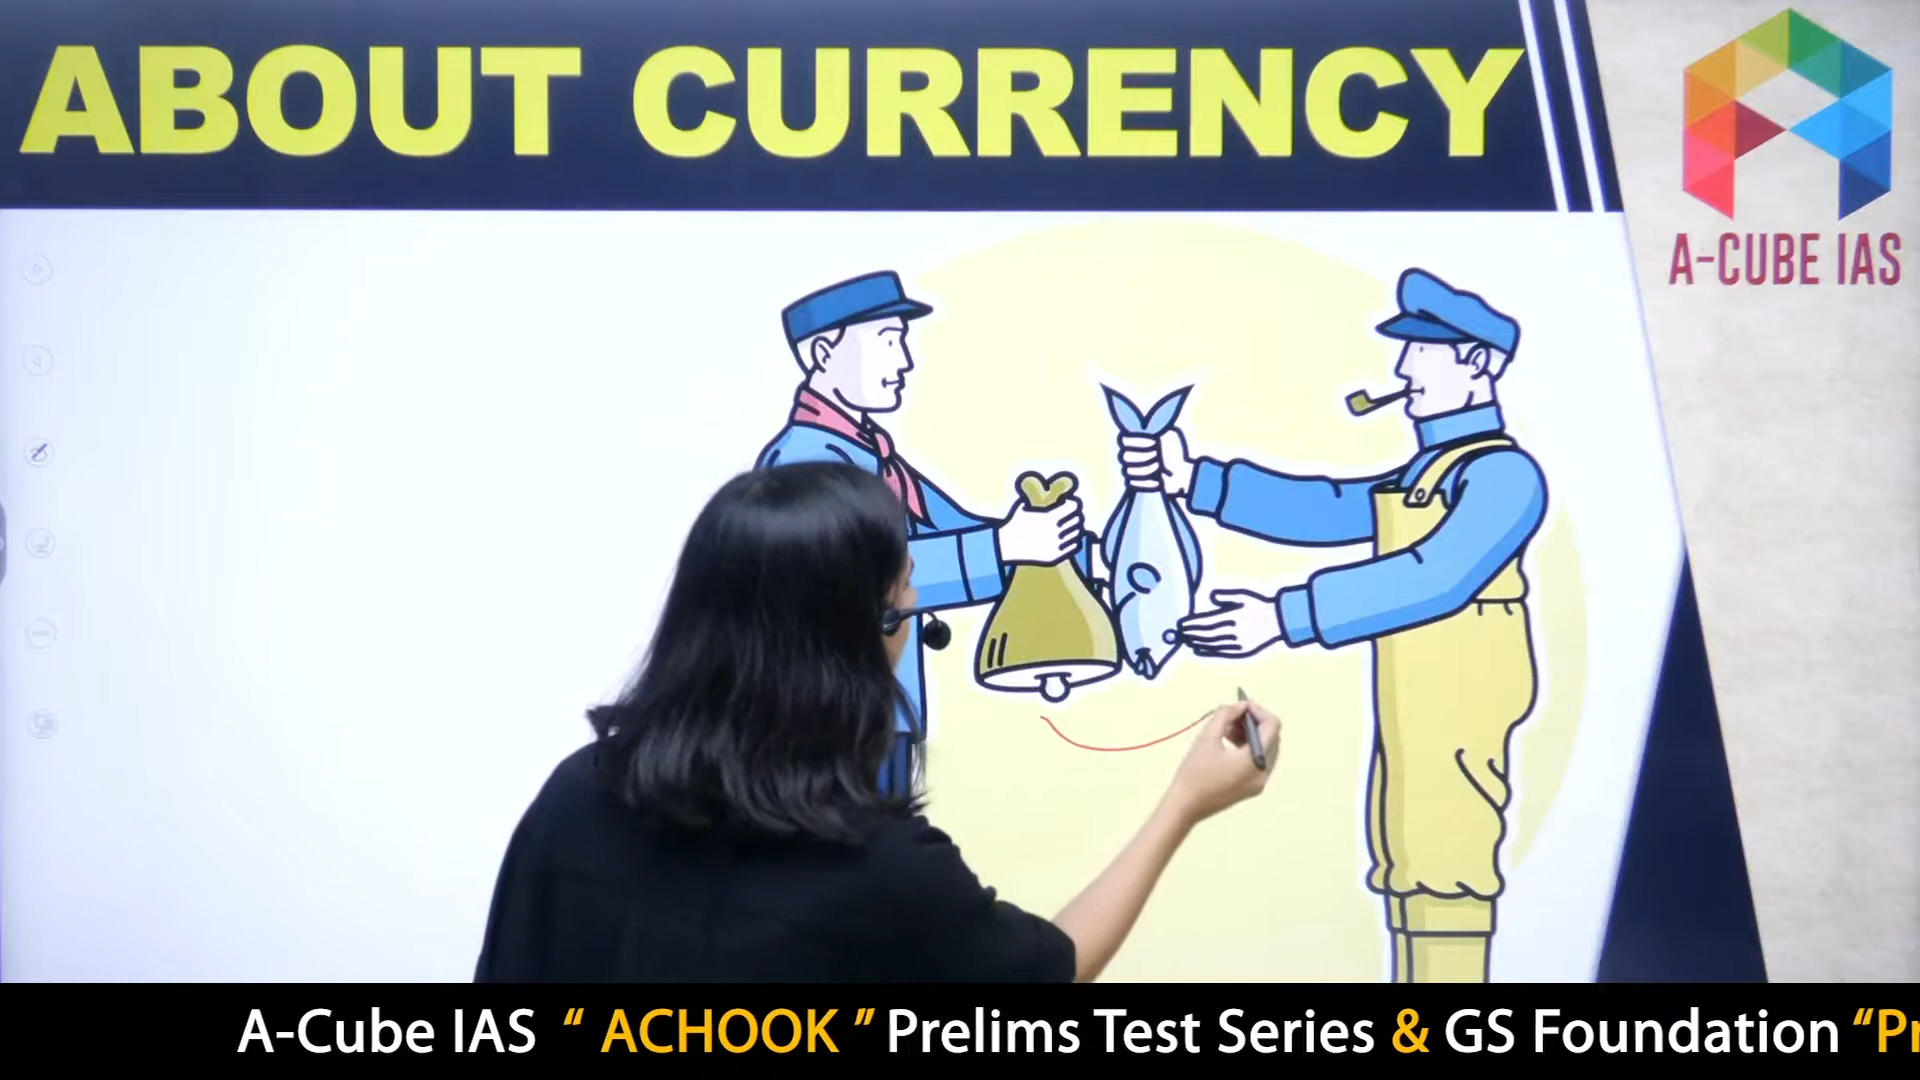 ABOUT CURRENCY
A-CUBE IAS
A-Cube IAS “ ACHOOK ” Prelims Test Series & GS Foundation “Pr